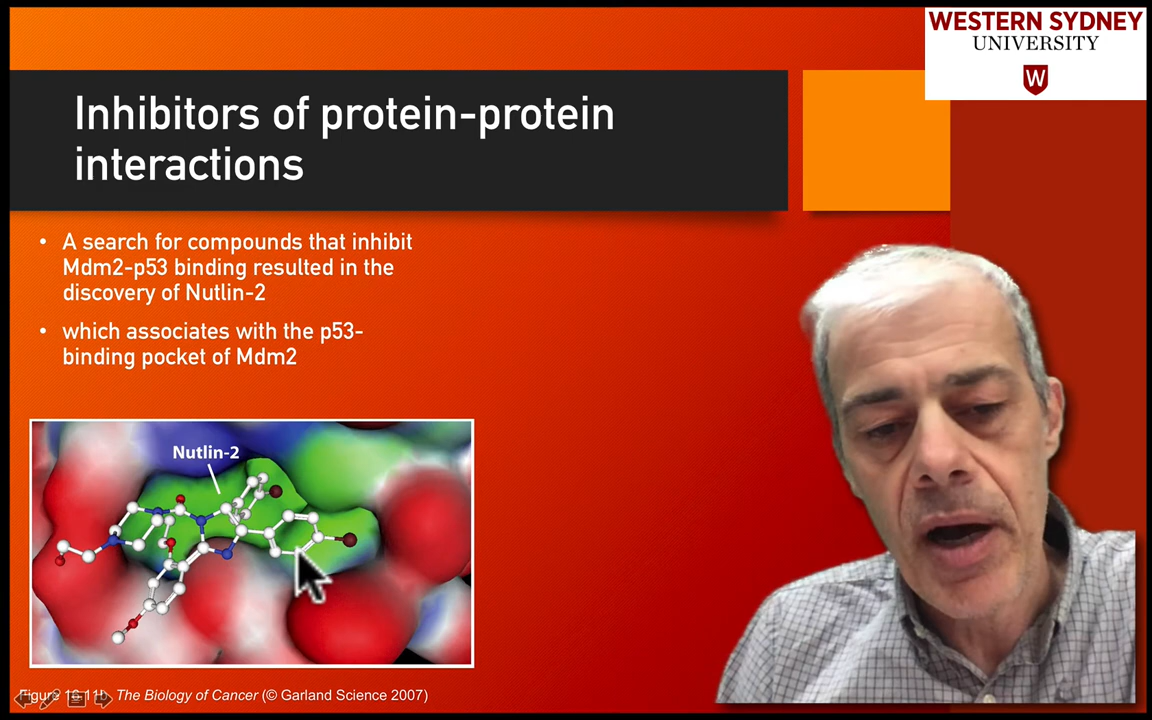 WESTERN SYDNEY
UNIVERSITY
W
Inhibitors of protein-protein
interactions
• A search for compounds that inhibit
Mdm2-p53 binding resulted in the
discovery of Nutlin-2
• which associates with the p53-
binding pocket of Mdm2
Nutlin-2
Figure The Biology of Cancer (© Garland Science 2007)